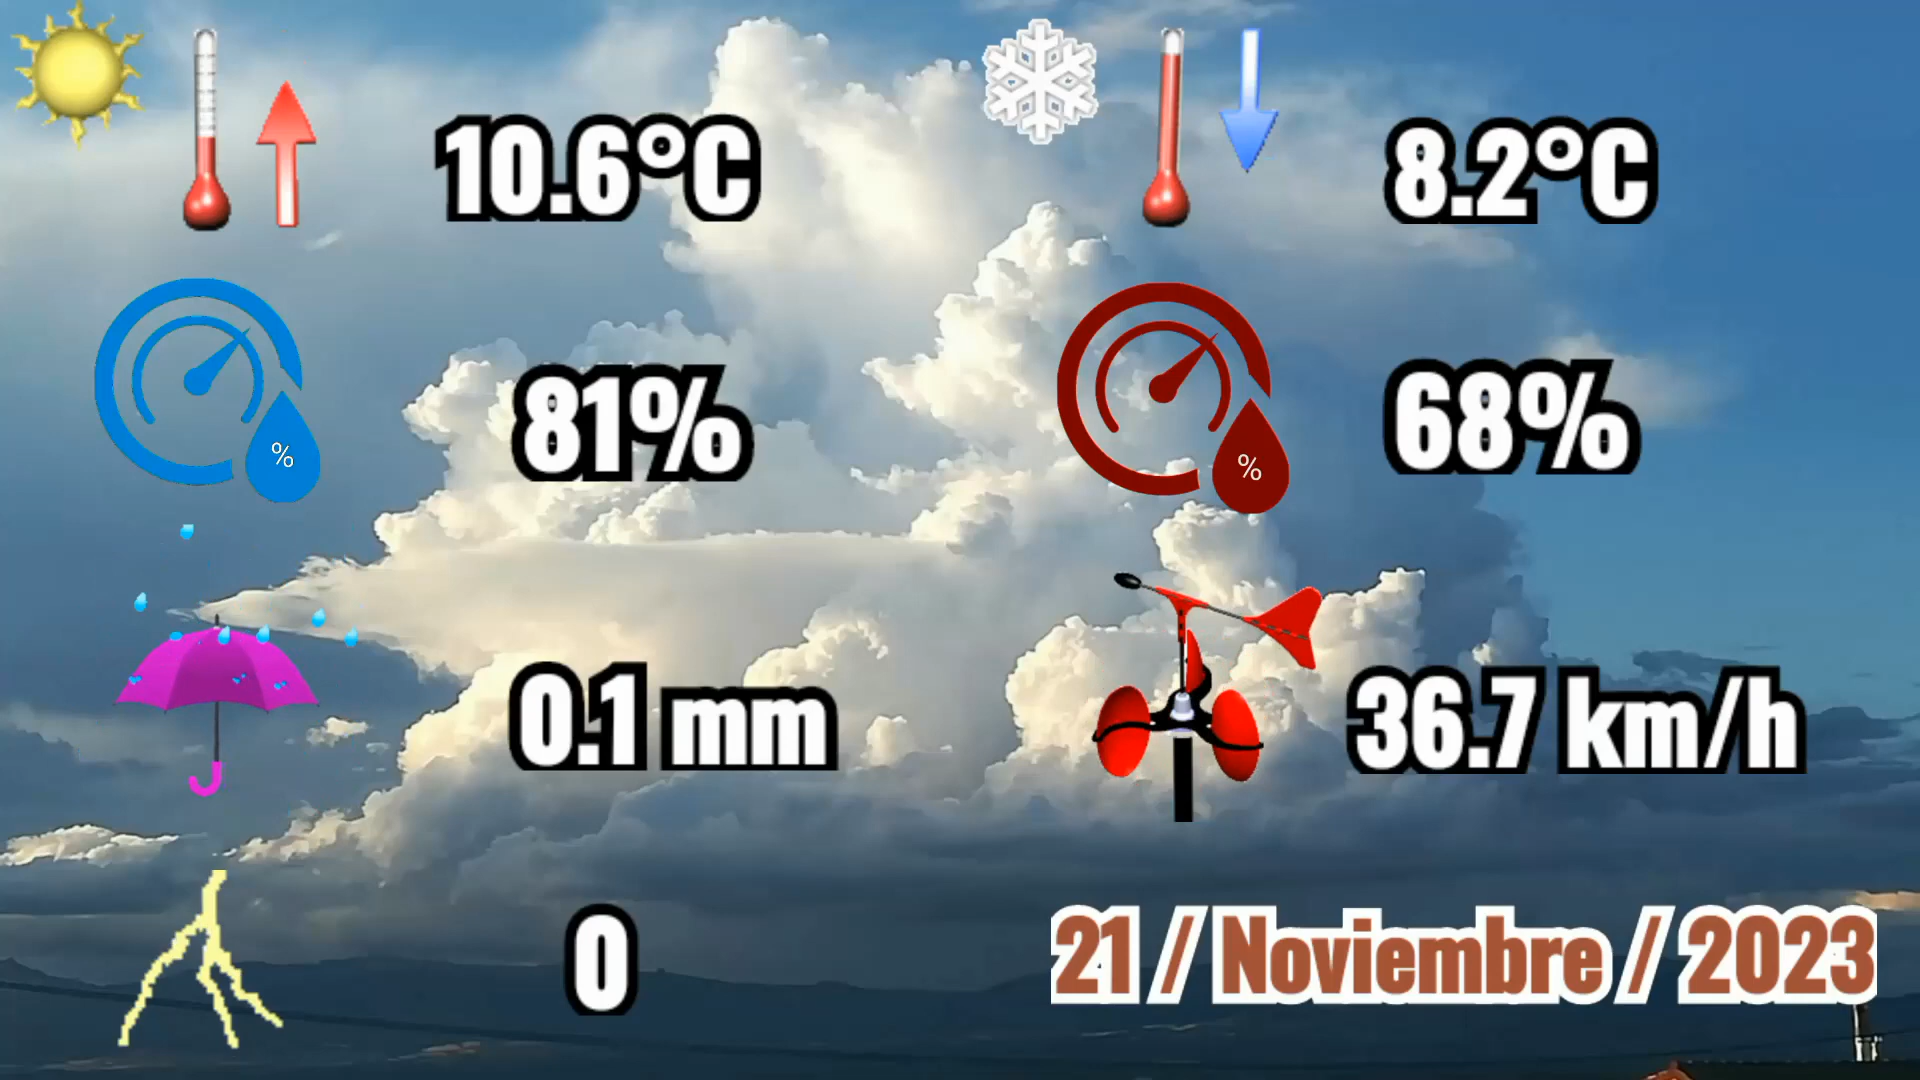 10.6°C
8.2°C
%
81%
%
68%
0.1 mm
36.7 km/h
0
21 / Noviembre / 2023